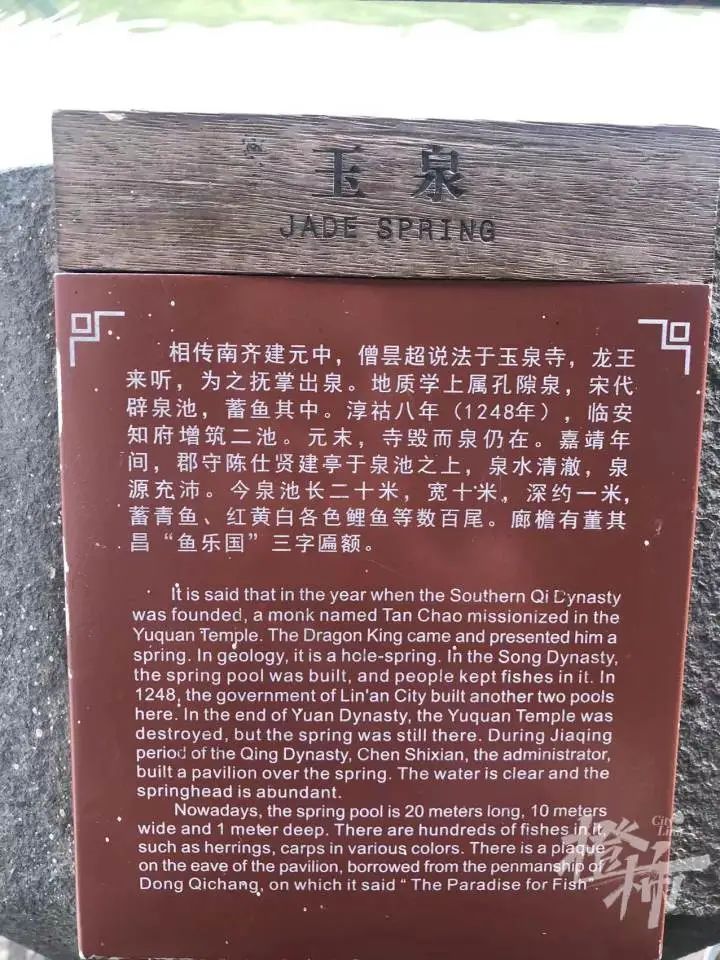 玉泉
JADE SPRING
相传南齐建元中，僧昙超说法于玉泉寺，龙王
来听，为之抚掌出泉。地质学上属孔隙泉，宋代
辟泉池，蓄鱼其中。淳祜八年（1248年），临安
知府增筑二池。元末，寺毁而泉仍在。嘉靖年
间，郡守陈仕贤建亭于泉池之上，泉水清澈，泉
源充沛。今泉池长二十米，宽十米，深约一米，
蓄青鱼、红黄白各色鲤鱼等数百尾。廊檐有董其
昌“鱼乐国”三字匾额。
It is said that in the year when the Southern Qi Dynasty
was founded, a monk named Tan Chao missionized in the
Yuquan Temple. The Dragon King came and presented him a
spring. In geology, it is a hole-spring. In the Song Dynasty,
the spring pool was built, and people kept fishes in it. In
1248, the government of Lin'an City built another two pools
here. In the end of Yuan Dynasty, the Yuquan Temple was
destroyed, but the spring was still there. During Jiaqing
period of the Qing Dynasty, Chen Shixian, the administrator,
built a pavilion over the spring. The water is clear and the
springhead is abundant.
Nowadays, the spring pool is 20 meters long, 10 meters
wide and 1 meter deep. There are hundreds of fishes in it,
such as herrings, carps in various colors. There is a plaque
on the eave of the pavilion, borrowed from the penmanship of
Dong Qichang, on which it said “ The Paradise for Fish”
橙柿